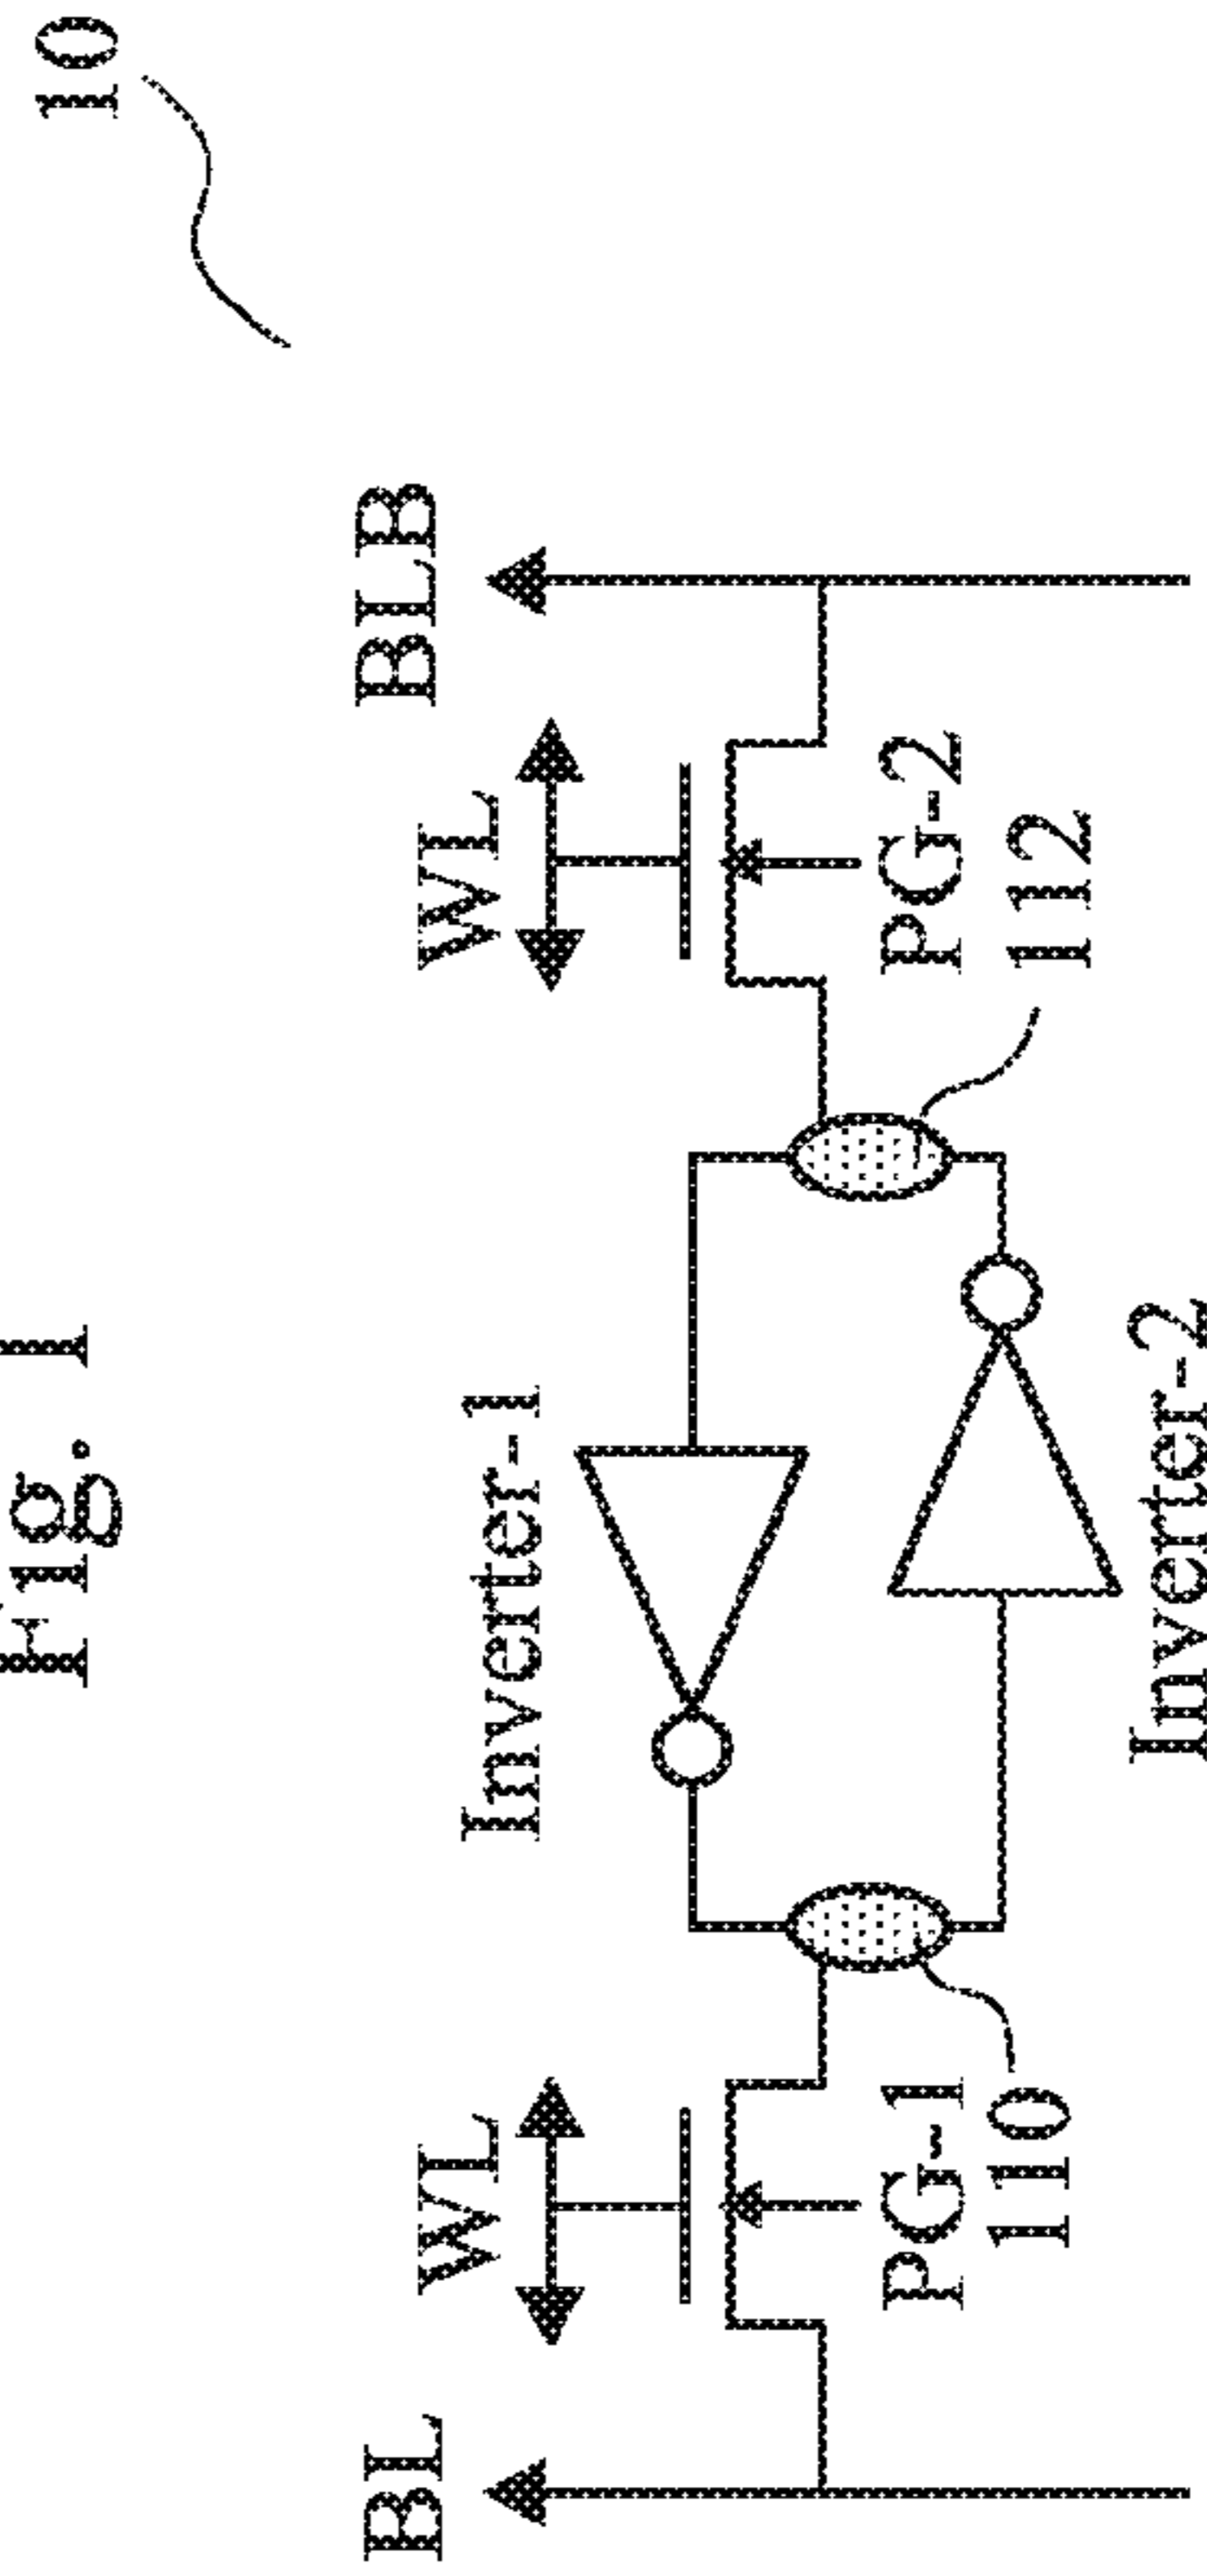 Fig. 1
10
BL
WL
Inverter-1
WL
BLB
PG-1
110
PG-2
112
Inverter-2